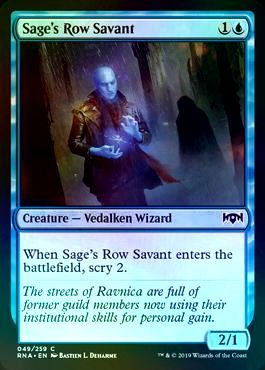 Sage's Row Savant 1
Creature — Vedalken Wizard
When Sage's Row Savant enters the
battlefield, scry 2.
The streets of Ravnica are full of
former guild members now using their
institutional skills for personal gain.
2/1
049/259 C
RNA • EN Bastien L. Deharme
™ & © 2019 Wizards of the Coast